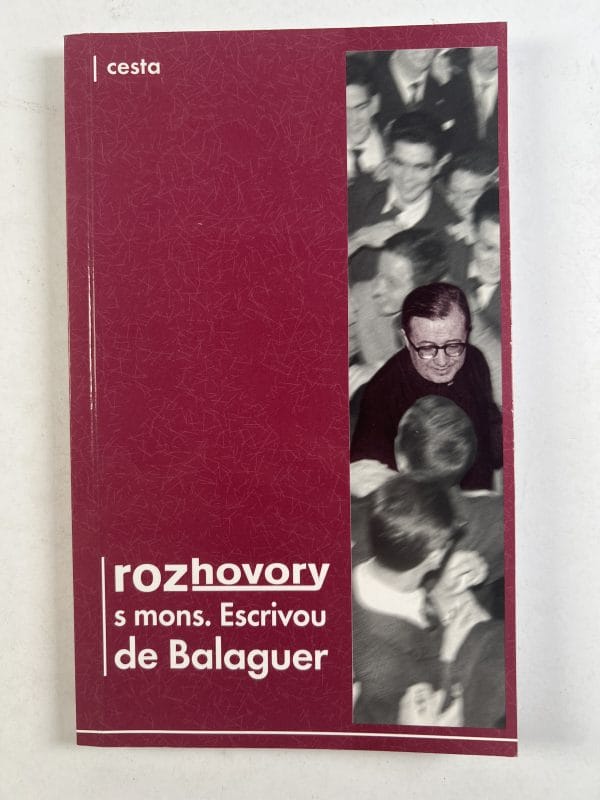 cesta
rozhovory
s mons. Escrivou
de Balaguer